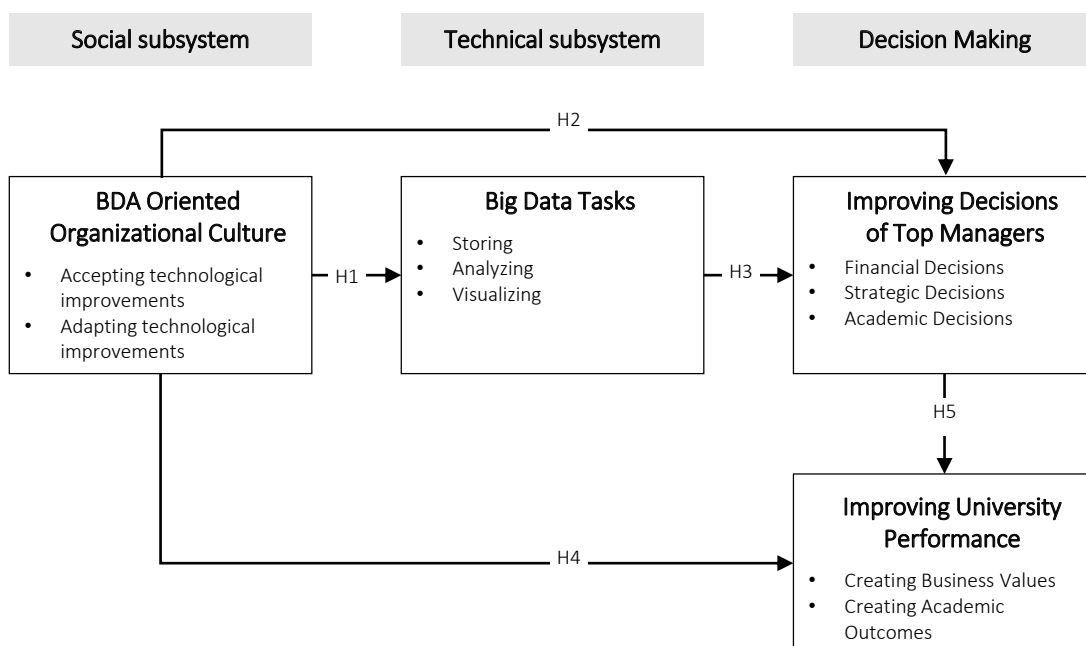 Social subsystem
Technical subsystem
Decision Making
H2
BDA Oriented
Organizational Culture
• Accepting technological
improvements
• Adapting technological
improvements
H1
Big Data Tasks
• Storing
• Analyzing
• Visualizing
H3
Improving Decisions
of Top Managers
• Financial Decisions
• Strategic Decisions
• Academic Decisions
H5
H4
Improving University
Performance
• Creating Business Values
• Creating Academic
Outcomes